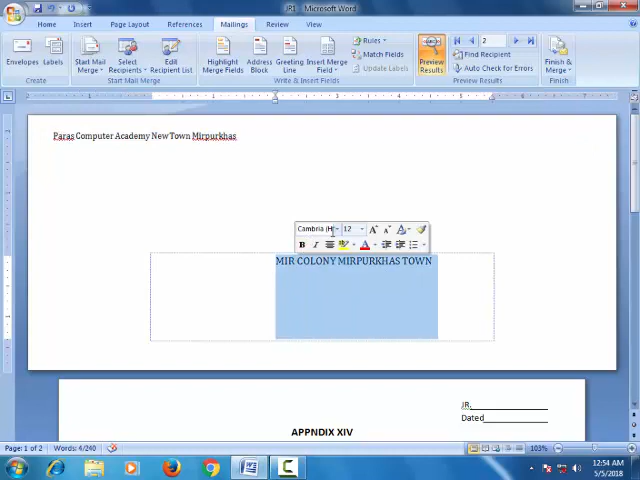 JR1 - Microsoft Word
Home Insert Page Layout References Mailings Review View
Envelopes Labels
Create
Start Mail Merge
Select Recipients
Edit Recipient List
Start Mail Merge
Highlight Merge Fields
Address Block
Greeting Line
Insert Merge Field
Rules
Match Fields
Update Labels
Write & Insert Fields
Preview Results
2
Find Recipient
Auto Check for Errors
Preview Results
Finish & Merge
Finish
Paras Computer Academy New Town Mirpurkhas
Cambria (H 12
MIR COLONY MIRPURKHAS TOWN
JR.
Dated
APPNDIX XIV
Page: 1 of 2 Words: 4/240 103%
12:54 AM
5/5/2018